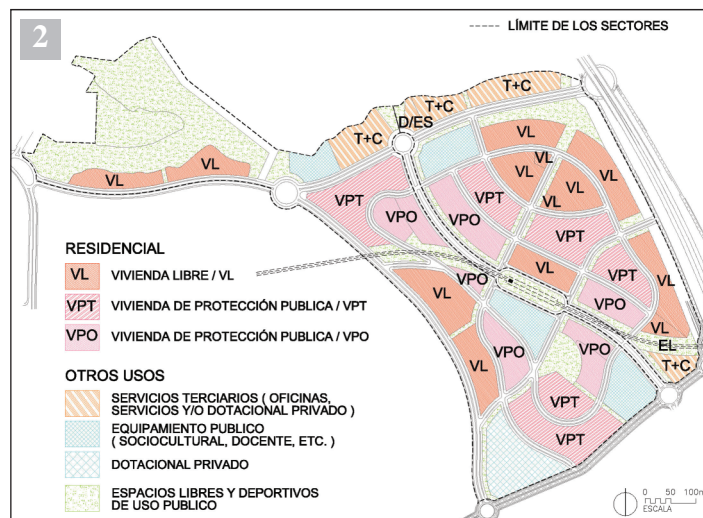 2
LÍMITE DE LOS SECTORES
T+C
T+C
D/ES
T+C
VL
VL
VL
VL
VL
VL
VL
VL
VPT
VPT
VPO
VPO
VPT
VPT
VPO
VL
VL
VPO
VL
VL
EL
T+C
VPO
VPO
VL
VPT
VPT
RESIDENCIAL
VL VIVIENDA LIBRE / VL
VPT VIVIENDA DE PROTECCIÓN PUBLICA / VPT
VPO VIVIENDA DE PROTECCIÓN PUBLICA / VPO
OTROS USOS
SERVICIOS TERCIARIOS ( OFICINAS,
SERVICIOS Y/O DOTACIONAL PRIVADO )
EQUIPAMIENTO PUBLICO
( SOCIOCULTURAL, DOCENTE, ETC. )
DOTACIONAL PRIVADO
ESPACIOS LIBRES Y DEPORTIVOS
DE USO PUBLICO
0 50 100m
ESCALA